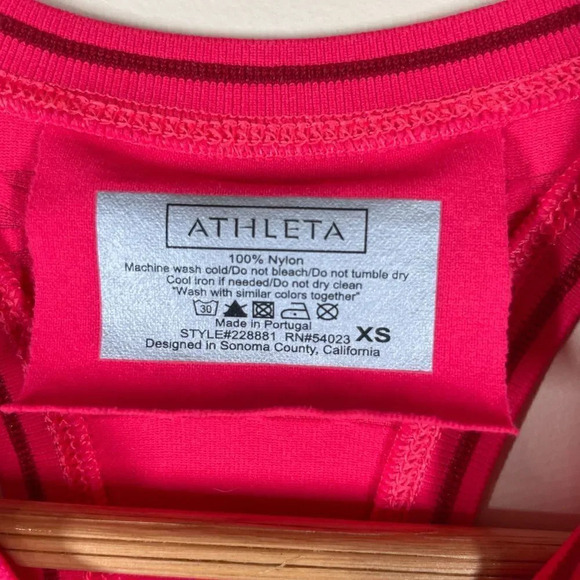 ATHLETA
100% Nylon
Machine wash cold/Do not bleach/Do not tumble dry
Cool iron if needed/Do not dry clean
"Wash with similar colors together"
30
Made in Portugal
STYLE#228881 RN#54023 XS
Designed in Sonoma County, California